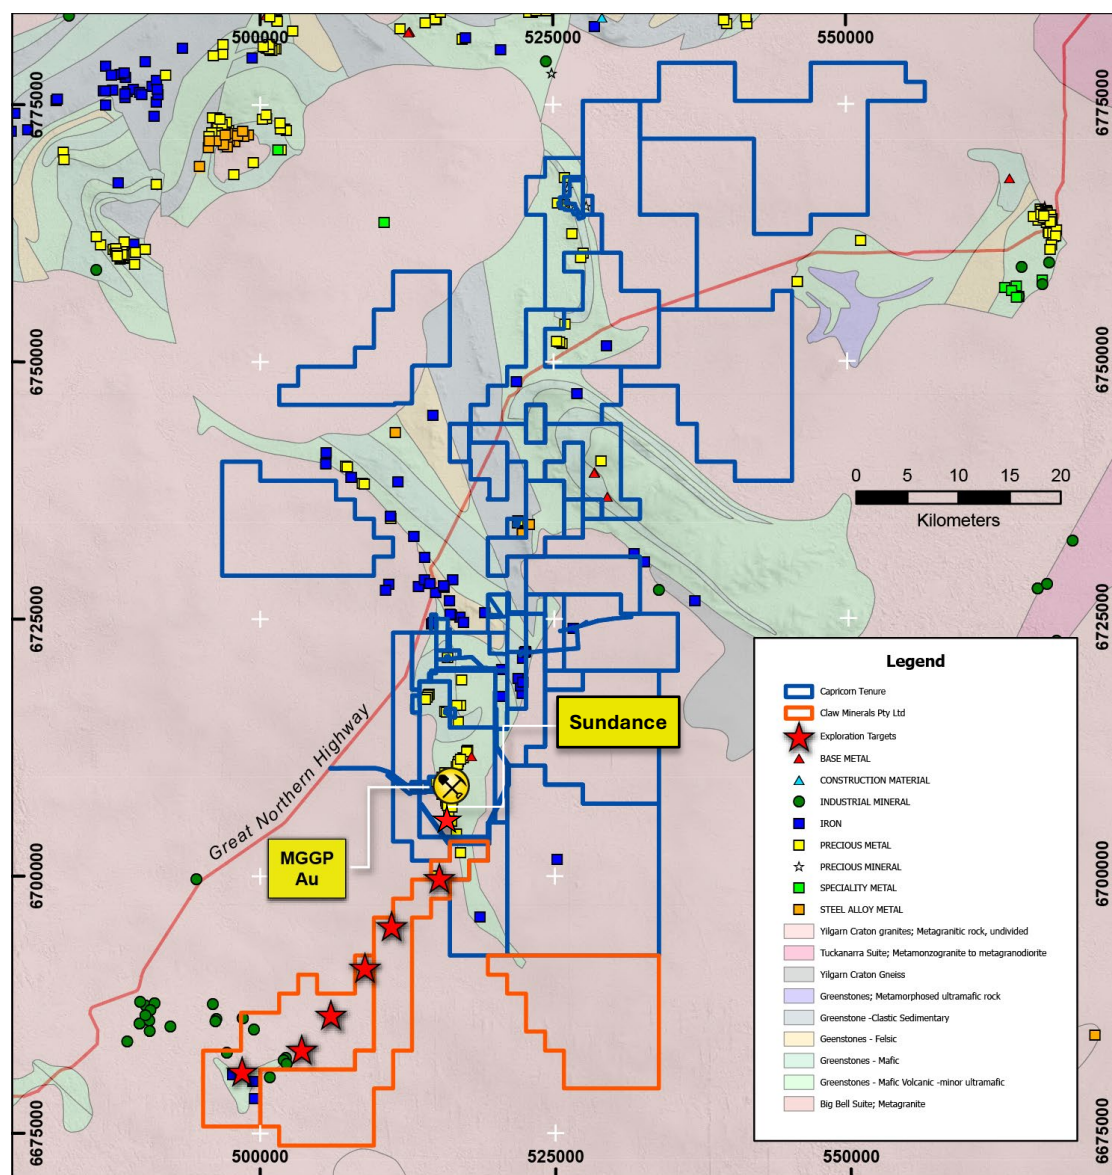 500000
525000
550000
6775000
6775000
6750000
6750000
0 5 10 15 20
Kilometers
6725000
6725000
Legend
Capricorn Tenure
Claw Minerals Pty Ltd
Exploration Targets
BASE METAL
CONSTRUCTION MATERIAL
INDUSTRIAL MINERAL
IRON
PRECIOUS METAL
PRECIOUS MINERAL
SPECIALITY METAL
STEEL ALLOY METAL
Yilgarn Craton granites; Metagranitic rock, undivided
Tuckanarra Suite; Metamonzogranite to metagranodiorite
Yilgarn Craton Gneiss
Greenstones; Metamorphosed ultramafic rock
Greenstone -Clastic Sedimentary
Geenstones - Felsic
Greenstones - Mafic
Greenstones - Mafic Volcanic -minor ultramafic
Big Bell Suite; Metagranite
Sundance
Great Northern Highway
MGGP
Au
6700000
6700000
6675000
6675000
500000
525000
550000